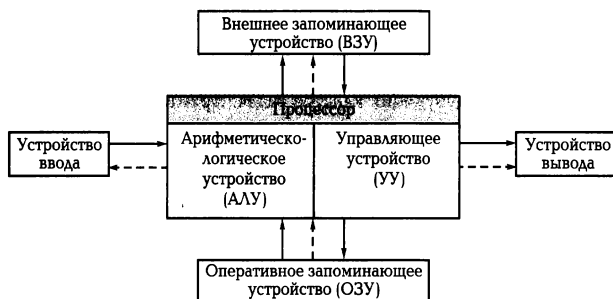 Внешнее запоминающее
устройство (ВЗУ)
Процессор
Устройство
ввода
Арифметическо-
логическое
устройство
(АЛУ)
Управляющее
устройство
(УУ)
Устройство
вывода
Оперативное запоминающее
устройство (ОЗУ)